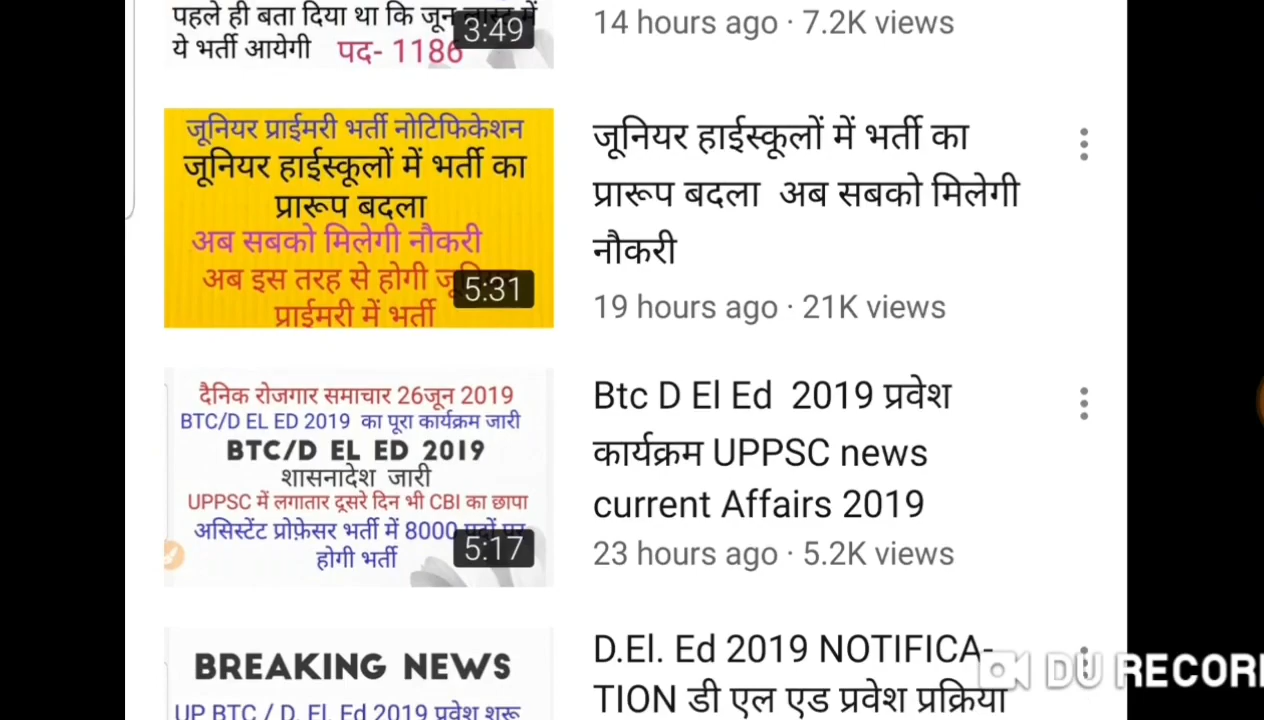 पहले ही बता दिया था कि जून लास्ट में
ये भर्ती आयेगी पद- 1186
3:49
14 hours ago · 7.2K views
जूनियर प्राईमरी भर्ती नोटिफिकेशन
जूनियर हाईस्कूलों में भर्ती का
प्रारूप बदला
अब सबको मिलेगी नौकरी
अब इस तरह से होगी
प्राईमरी में भर्ती
5:31
जूनियर हाईस्कूलों में भर्ती का
प्रारूप बदला अब सबको मिलेगी
नौकरी
19 hours ago · 21K views
दैनिक रोजगार समाचार 26जून 2019
BTC/D EL ED 2019 का पूरा कार्यक्रम जारी
BTC/D EL ED 2019
शासनादेश जारी
UPPSC में लगातार दूसरे दिन भी CBI का छापा
असिस्टेंट प्रोफ़ेसर भर्ती में 8000 पदों पर
होगी भर्ती
5:17
Btc D El Ed 2019 प्रवेश
कार्यक्रम UPPSC news
current Affairs 2019
23 hours ago · 5.2K views
BREAKING NEWS
UP BTC / D. El. Ed 2019 प्रवेश शुरू
D.El. Ed 2019 NOTIFICA-
TION डी एल एड प्रवेश प्रक्रिया
DU RECOR